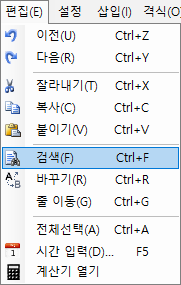 편집(E) 설정 삽입(I) 격식(O)
이전(U) Ctrl+Z
다음(R) Ctrl+Y
잘라내기(T) Ctrl+X
복사(C) Ctrl+C
붙이기(V) Ctrl+V
검색(F) Ctrl+F
바꾸기(R) Ctrl+R
줄 이동(G) Ctrl+G
전체선택(A) Ctrl+A
시간 입력(D)... F5
계산기 열기